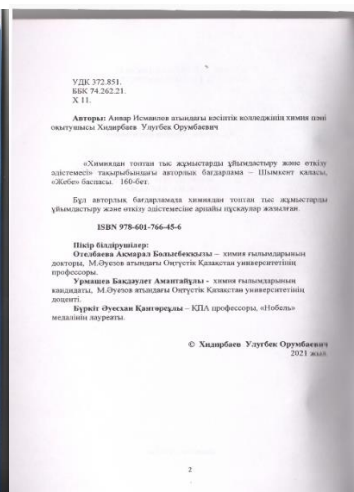 УДК 372.851.
ББК 74.262.21.
Х 11.
Авторы: Анвар Исмаилов атындағы кәсіптік колледжінің химия пәні
оқытушысы Хидирбаев Улугбек Орумбаевич
«Химиядан топтан тыс жұмыстарды ұйымдастыру және өткізу
әдістемесі» тақырыбындағы авторлық бағдарлама – Шымкент қаласы,
«Жебе» баспасы. 160-бет.
Бұл авторлық бағдарламада химиядан топтан тыс жұмыстарды
ұйымдастыру және өткізу әдістемесіне арнайы нұсқаулар жазылған.
ISBN 978-601-766-45-6
Пікір білдірушілер:
Отелбаева Акмарал Болысбекқызы – химия ғылымдарының
докторы, М.Әуезов атындағы Оңтүстік Қазақстан университетінің
профессоры.
Урмашев Бақдаулет Амантайұлы - химия ғылымдарының
кандидаты, М.Әуезов атындағы Оңтүстік Қазақстан университетінің
доценті.
Бүркіт Әуесхан Қанғореұлы – ҚПА профессоры, «Нобель»
медалінің лауреаты.
© Хидирбаев Улугбек Орумбаевич
2021 жыл
2